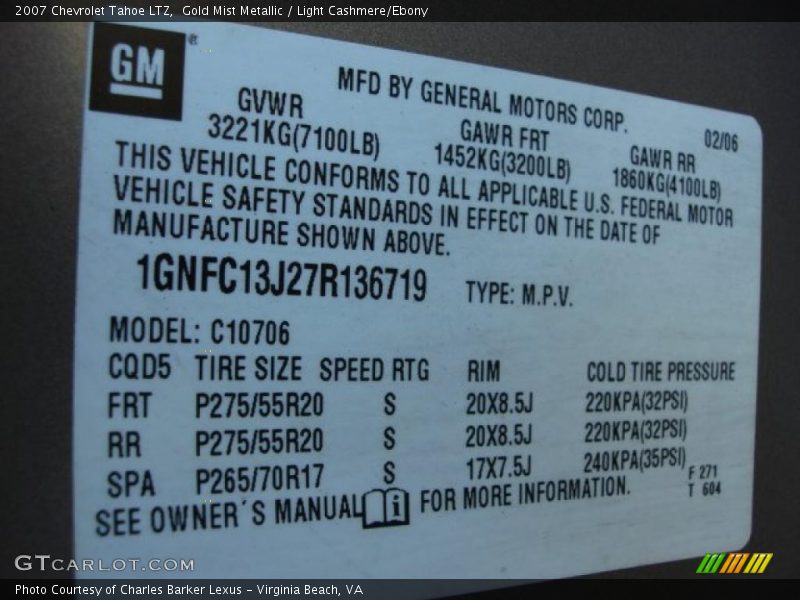 2007 Chevrolet Tahoe LTZ,  Gold Mist Metallic / Light Cashmere/Ebony
GM®
MFD BY GENERAL MOTORS CORP.
02/06
GVWR GAWR FRT GAWR RR
3221KG(7100LB) 1452KG(3200LB) 1860KG(4100LB)
THIS VEHICLE CONFORMS TO ALL APPLICABLE U.S. FEDERAL MOTOR
VEHICLE SAFETY STANDARDS IN EFFECT ON THE DATE OF
MANUFACTURE SHOWN ABOVE.
1GNFC13J27R136719 TYPE: M.P.V.
MODEL: C10706
CQD5 TIRE SIZE SPEED RTG RIM COLD TIRE PRESSURE
FRT P275/55R20 S 20X8.5J 220KPA(32PSI)
RR P275/55R20 S 20X8.5J 220KPA(32PSI)
SPA P265/70R17 S 17X7.5J 240KPA(35PSI)
F 271
T 604
SEE OWNER´S MANUAL i FOR MORE INFORMATION.
GTCARLOT.COM
Photo Courtesy of Charles Barker Lexus - Virginia Beach, VA